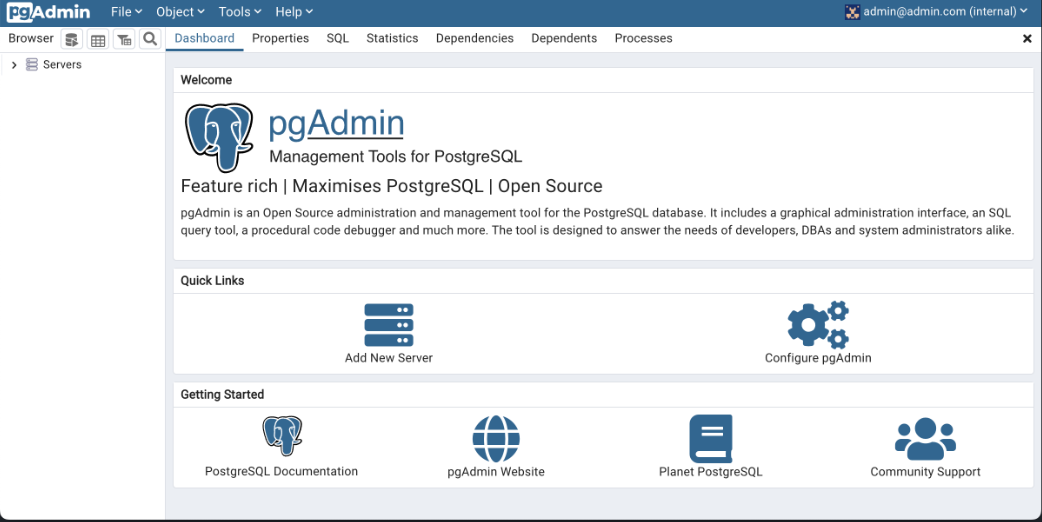 pgAdmin File Object Tools Help admin@admin.com (internal)
Browser Dashboard Properties SQL Statistics Dependencies Dependents Processes
Servers
Welcome
pgAdmin
Management Tools for PostgreSQL
Feature rich | Maximises PostgreSQL | Open Source
pgAdmin is an Open Source administration and management tool for the PostgreSQL database. It includes a graphical administration interface, an SQL
query tool, a procedural code debugger and much more. The tool is designed to answer the needs of developers, DBAs and system administrators alike.
Quick Links
Add New Server Configure pgAdmin
Getting Started
PostgreSQL Documentation pgAdmin Website Planet PostgreSQL Community Support